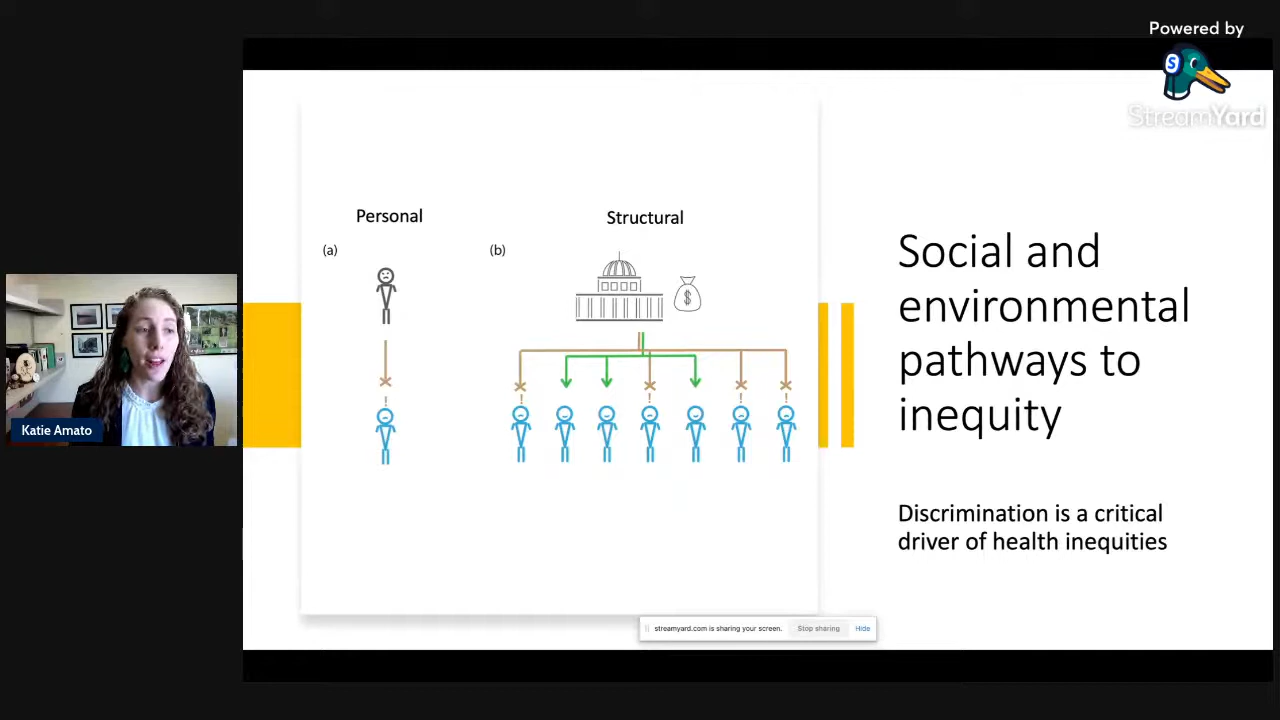 Powered by
S
StreamYard
Personal
Structural
(a)
(b)
$
!
! ! ! !
Social and
environmental
pathways to
inequity
Discrimination is a critical
driver of health inequities
Katie Amato
streamyard.com is sharing your screen.
Stop sharing
Hide